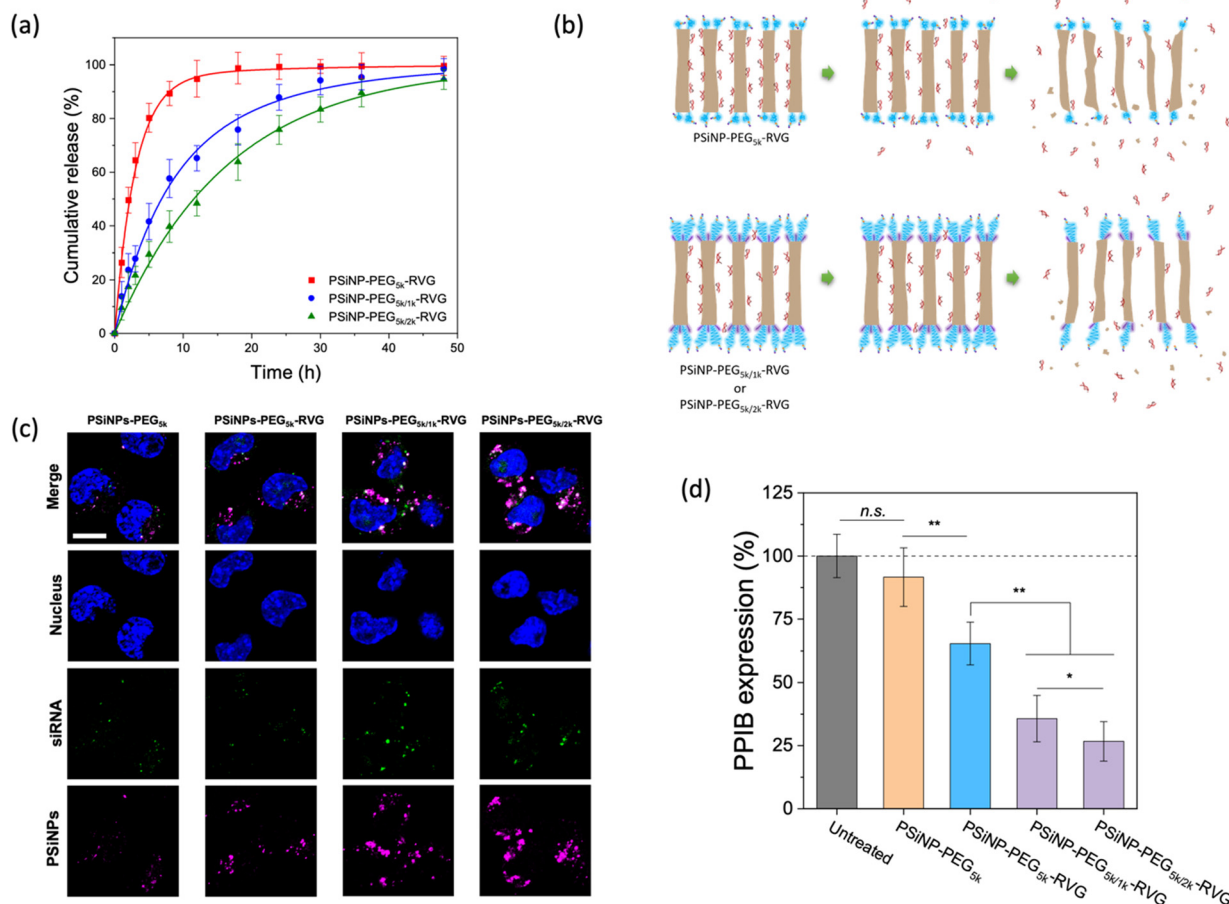 (a)
Cumulative release (%)
100
80
60
40
20
0
PSiNP-PEG5k-RVG
PSiNP-PEG5k/1k-RVG
PSiNP-PEG5k/2k-RVG
0 10 20 30 40 50
Time (h)
(b)
PSiNP-PEG5k-RVG
PSiNP-PEG5k/1k-RVG
or
PSiNP-PEG5k/2k-RVG
(c)
PSiNPs-PEG5k PSiNPs-PEG5k-RVG PSiNPs-PEG5k/1k-RVG PSiNPs-PEG5k/2k-RVG
Merge
Nucleus
siRNA
PSiNPs
(d)
PPIB expression (%)
125
100
75
50
25
0
n.s.
**
**
*
Untreated
PSiNP-PEG5k
PSiNP-PEG5k-RVG
PSiNP-PEG5k/1k-RVG
PSiNP-PEG5k/2k-RVG